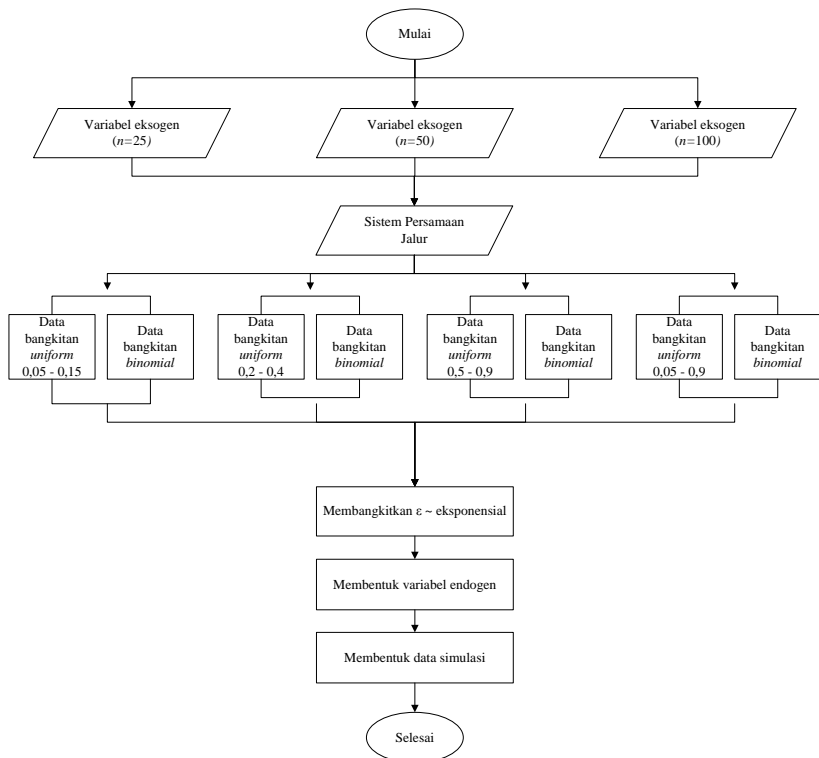 Mulai
Variabel eksogen
(n=25)
Variabel eksogen
(n=50)
Variabel eksogen
(n=100)
Sistem Persamaan
Jalur
Data
bangkitan
uniform
0,05 - 0,15
Data
bangkitan
binomial
Data
bangkitan
uniform
0,2 - 0,4
Data
bangkitan
binomial
Data
bangkitan
uniform
0,5 - 0,9
Data
bangkitan
binomial
Data
bangkitan
uniform
0,05 - 0,9
Data
bangkitan
binomial
Membangkitkan ε ~ eksponensial
Membentuk variabel endogen
Membentuk data simulasi
Selesai